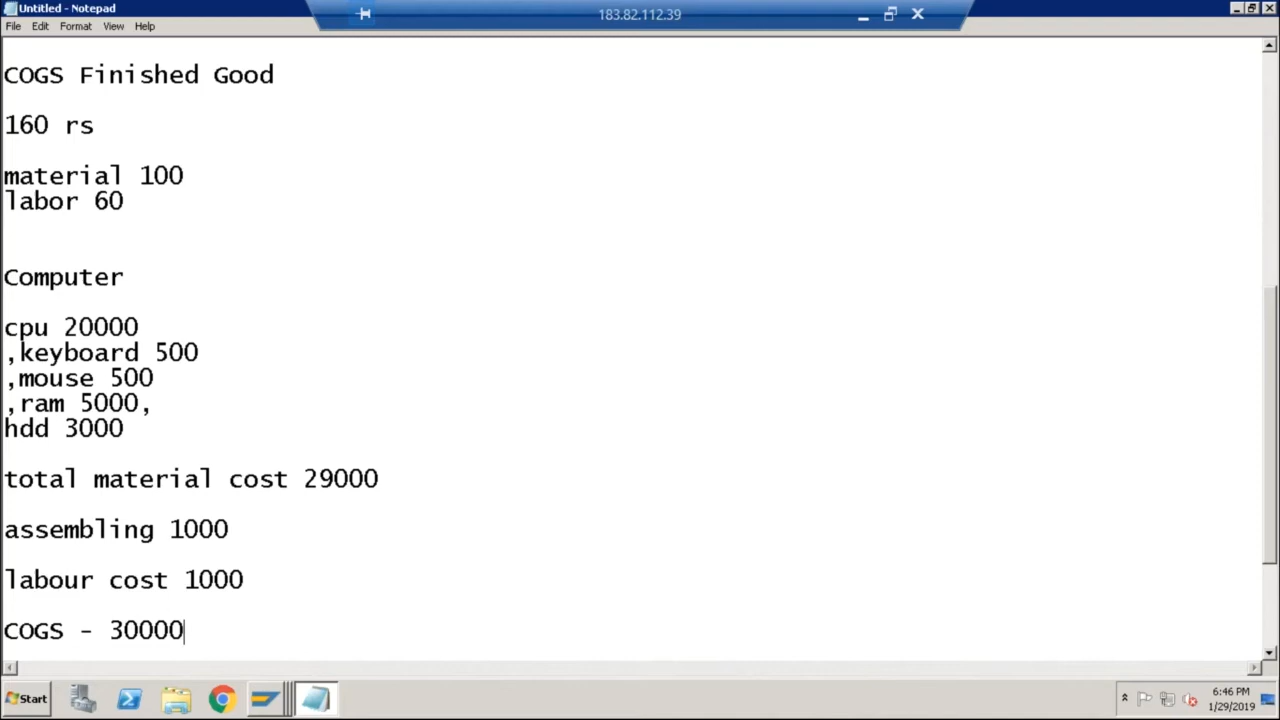 Untitled - Notepad
183.82.112.39
File Edit Format View Help
COGS Finished Good
160 rs
material 100
labor 60
Computer
cpu 20000
,keyboard 500
,mouse 500
,ram 5000,
hdd 3000
total material cost 29000
assembling 1000
labour cost 1000
COGS - 30000
Start
6:46 PM
1/29/2019